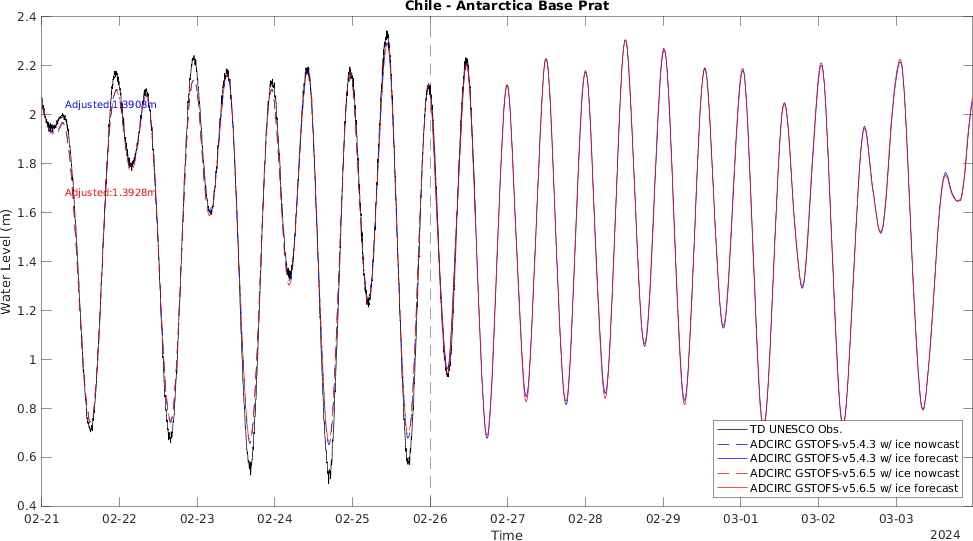 Chile - Antarctica Base Prat
2.4
2.2
2
1.8
1.6
1.4
1.2
1
0.8
0.6
0.4
Water Level (m)
Adjusted:1.3903m
Adjusted:1.3928m
TD UNESCO Obs.
ADCIRC GSTOFS-v5.4.3 w/ ice nowcast
ADCIRC GSTOFS-v5.4.3 w/ ice forecast
ADCIRC GSTOFS-v5.6.5 w/ ice nowcast
ADCIRC GSTOFS-v5.6.5 w/ ice forecast
02-21 02-22 02-23 02-24 02-25 02-26 02-27 02-28 02-29 03-01 03-02 03-03
Time
2024